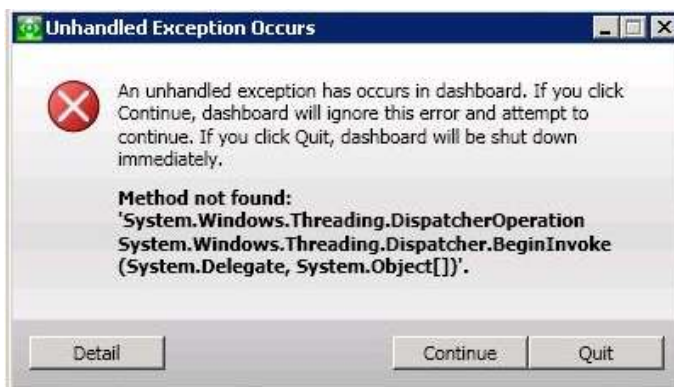 Unhandled Exception Occurs
An unhandled exception has occurs in dashboard. If you click
Continue, dashboard will ignore this error and attempt to
continue. If you click Quit, dashboard will be shut down
immediately.
Method not found:
'System.Windows.Threading.DispatcherOperation
System.Windows.Threading.Dispatcher.BeginInvoke
(System.Delegate, System.Object[])'.
Detail
Continue
Quit